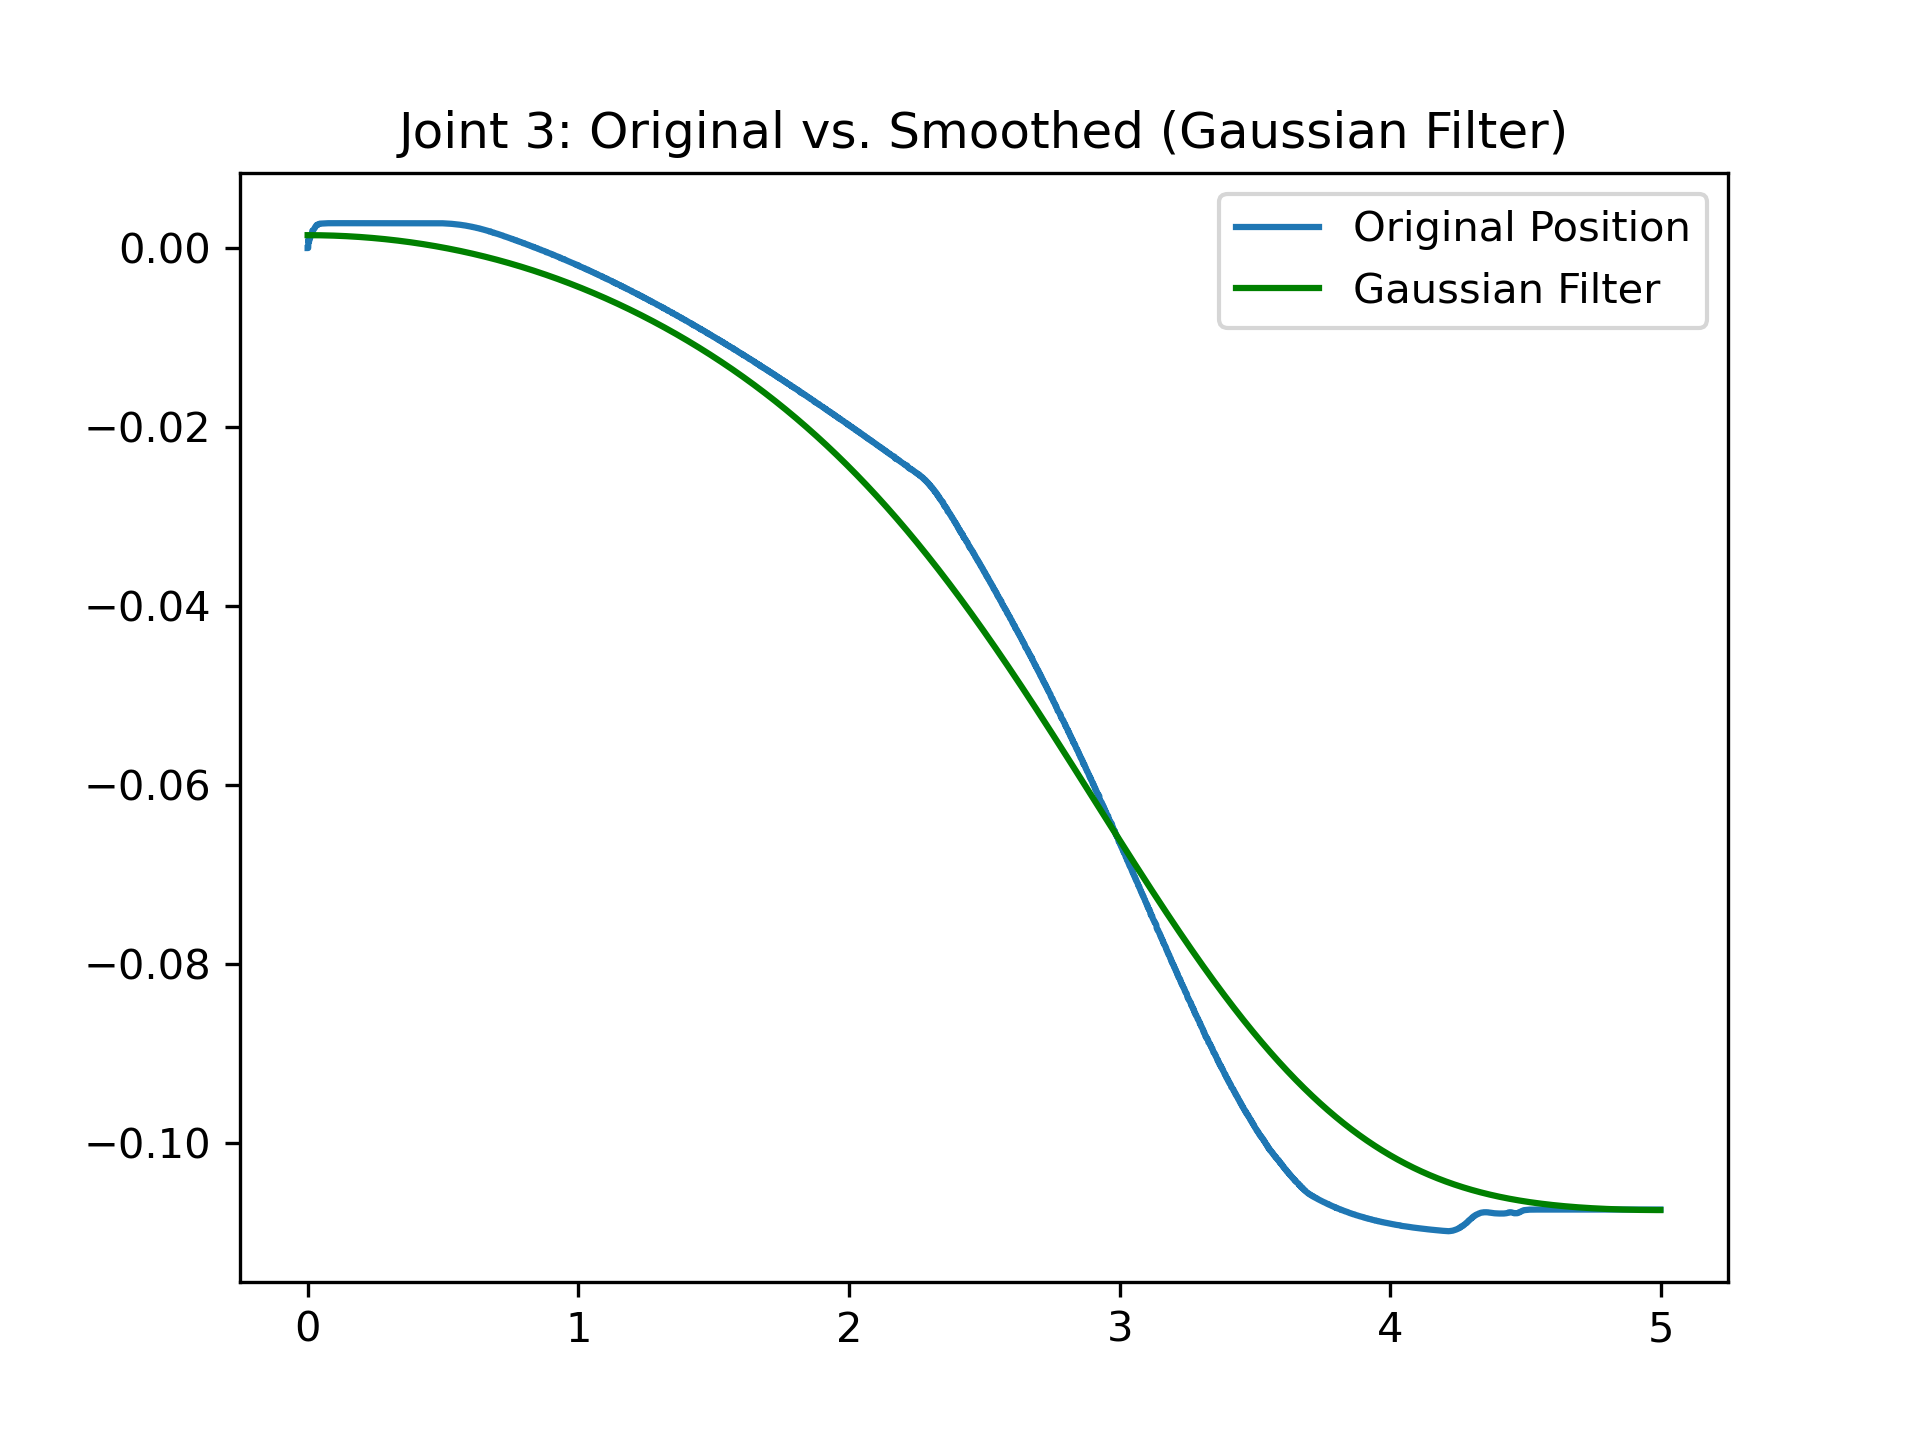 Joint 3: Original vs. Smoothed (Gaussian Filter)
Original Position
Gaussian Filter
0.00
−0.02
−0.04
−0.06
−0.08
−0.10
0 1 2 3 4 5